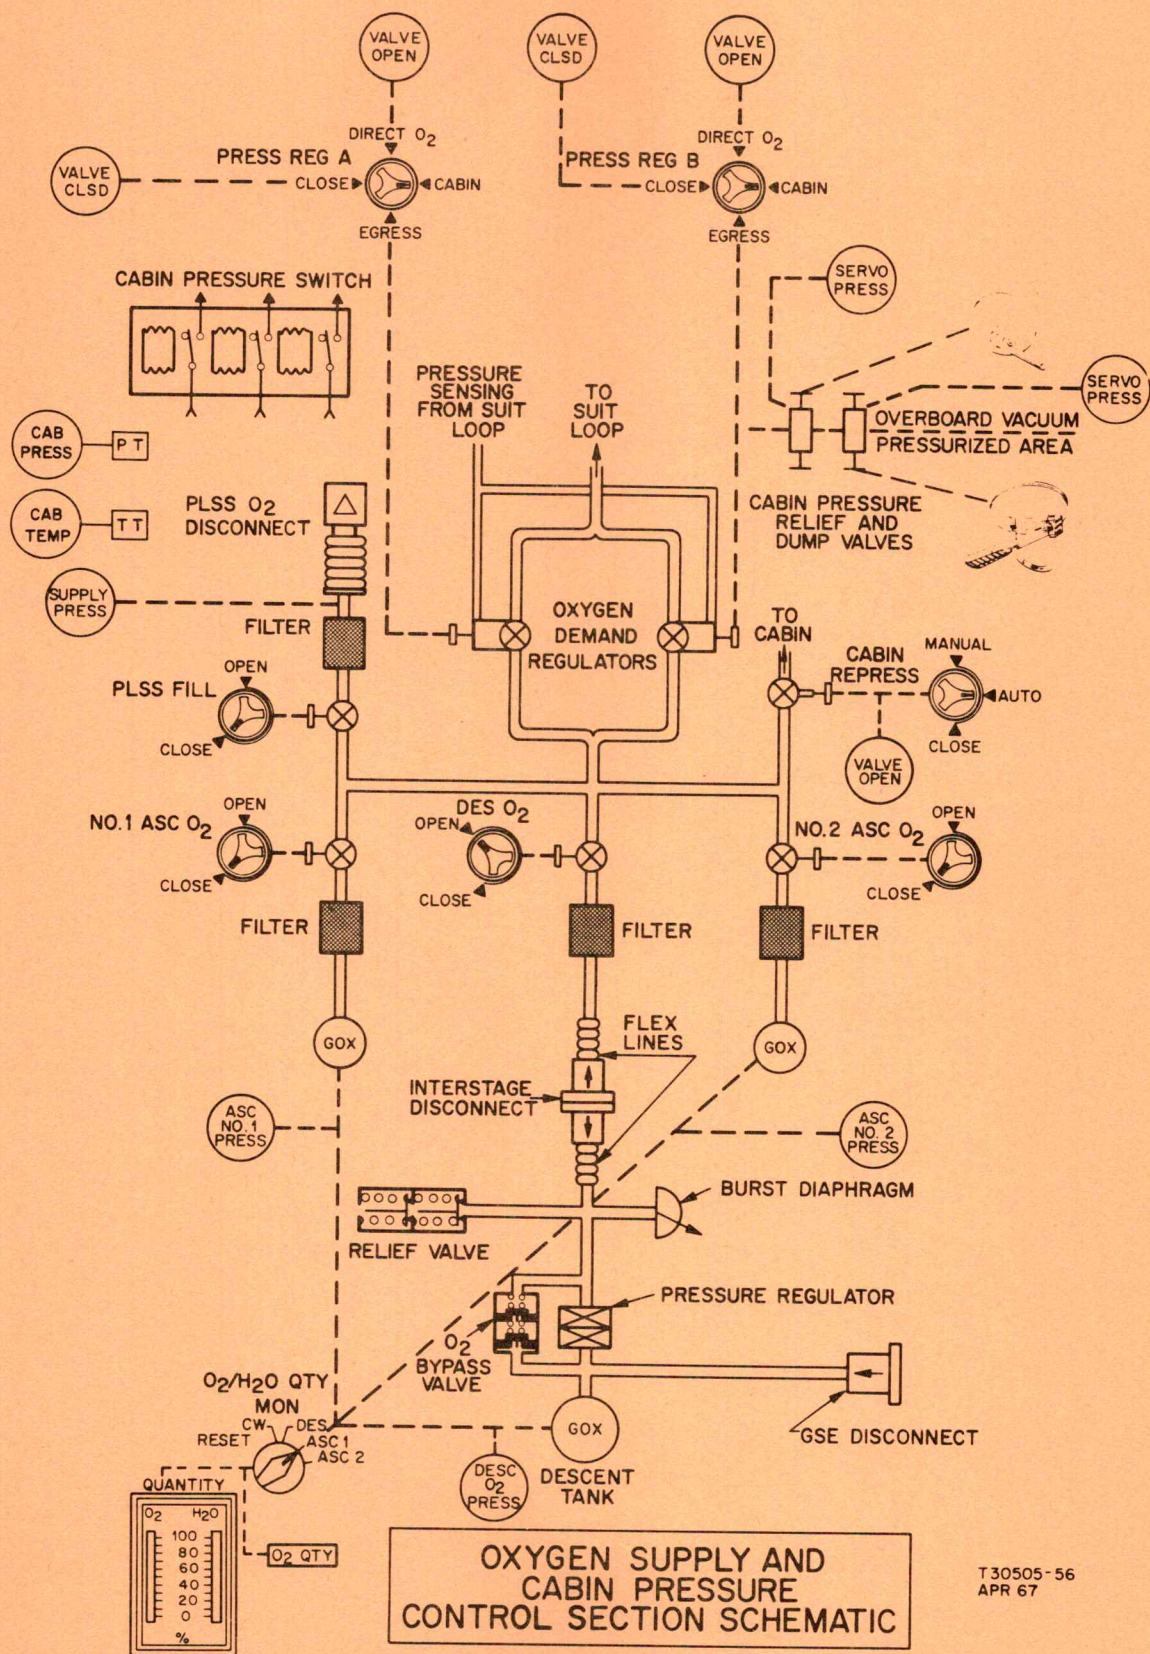 VALVE
OPEN
VALVE
CLSD
VALVE
OPEN
DIRECT O2
DIRECT O2
PRESS REG A
PRESS REG B
VALVE
CLSD
CLOSE
CABIN
CLOSE
CABIN
EGRESS
EGRESS
CABIN PRESSURE SWITCH
SERVO
PRESS
PRESSURE
SENSING
FROM SUIT
LOOP
TO
SUIT
LOOP
SERVO
PRESS
OVERBOARD VACUUM
PRESSURIZED AREA
CAB
PRESS
PT
CAB
TEMP
TT
PLSS O2
DISCONNECT
CABIN PRESSURE
RELIEF AND
DUMP VALVES
SUPPLY
PRESS
FILTER
OXYGEN
DEMAND
REGULATORS
TO
CABIN
CABIN
REPRESS
MANUAL
AUTO
CLOSE
VALVE
OPEN
OPEN
PLSS FILL
CLOSE
OPEN
NO.1 ASC O2
CLOSE
DES O2
OPEN
CLOSE
OPEN
NO.2 ASC O2
CLOSE
FILTER
FILTER
FILTER
GOX
FLEX
LINES
GOX
INTERSTAGE
DISCONNECT
ASC
NO. 1
PRESS
ASC
NO. 2
PRESS
BURST DIAPHRAGM
RELIEF VALVE
PRESSURE REGULATOR
O2
BYPASS
VALVE
O2/H2O QTY
MON
CW
DES
RESET
ASC 1
ASC 2
GOX
GSE DISCONNECT
DESC
O2
PRESS
DESCENT
TANK
QUANTITY
O2 H2O
100
80
60
40
20
0
%
O2 QTY
OXYGEN SUPPLY AND
CABIN PRESSURE
CONTROL SECTION SCHEMATIC
T30505-56
APR 67